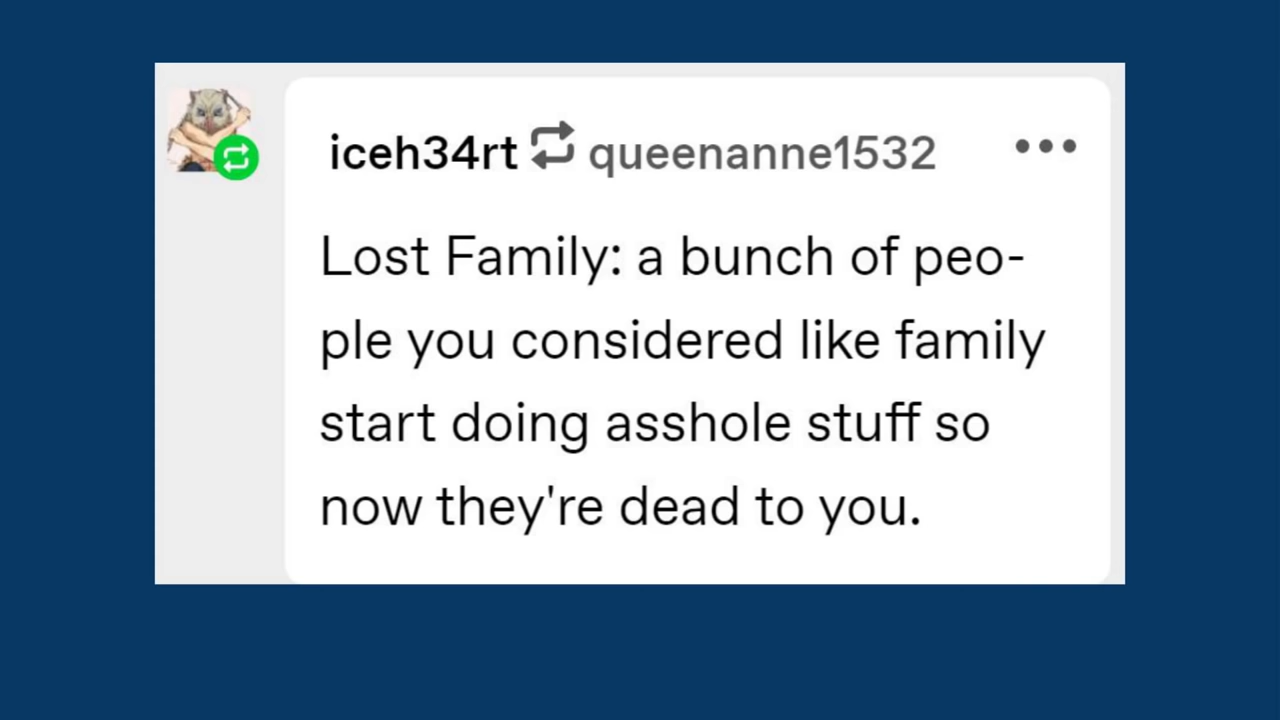 iceh34rt queenanne1532
Lost Family: a bunch of peo-
ple you considered like family
start doing asshole stuff so
now they're dead to you.